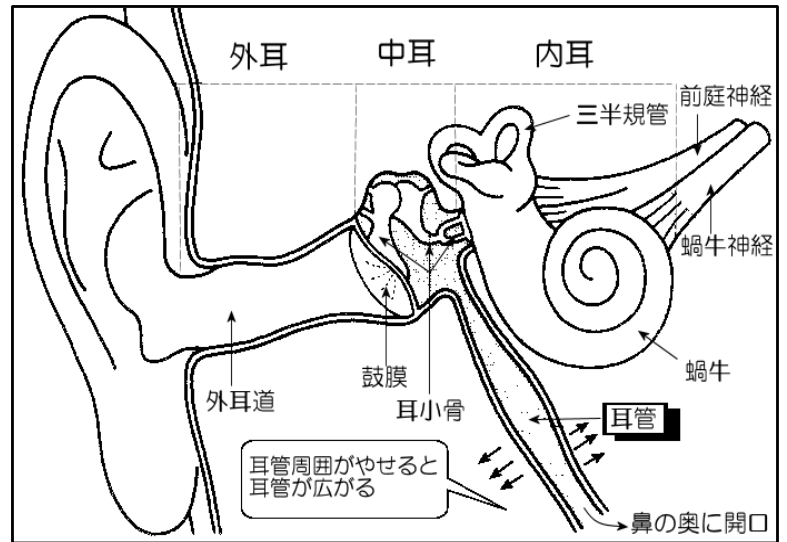 外耳
中耳
内耳
三半規管
前庭神経
蝸牛神経
蝸牛
鼓膜
外耳道
耳小骨
耳管
耳管周囲がやせると
耳管が広がる
鼻の奥に開口